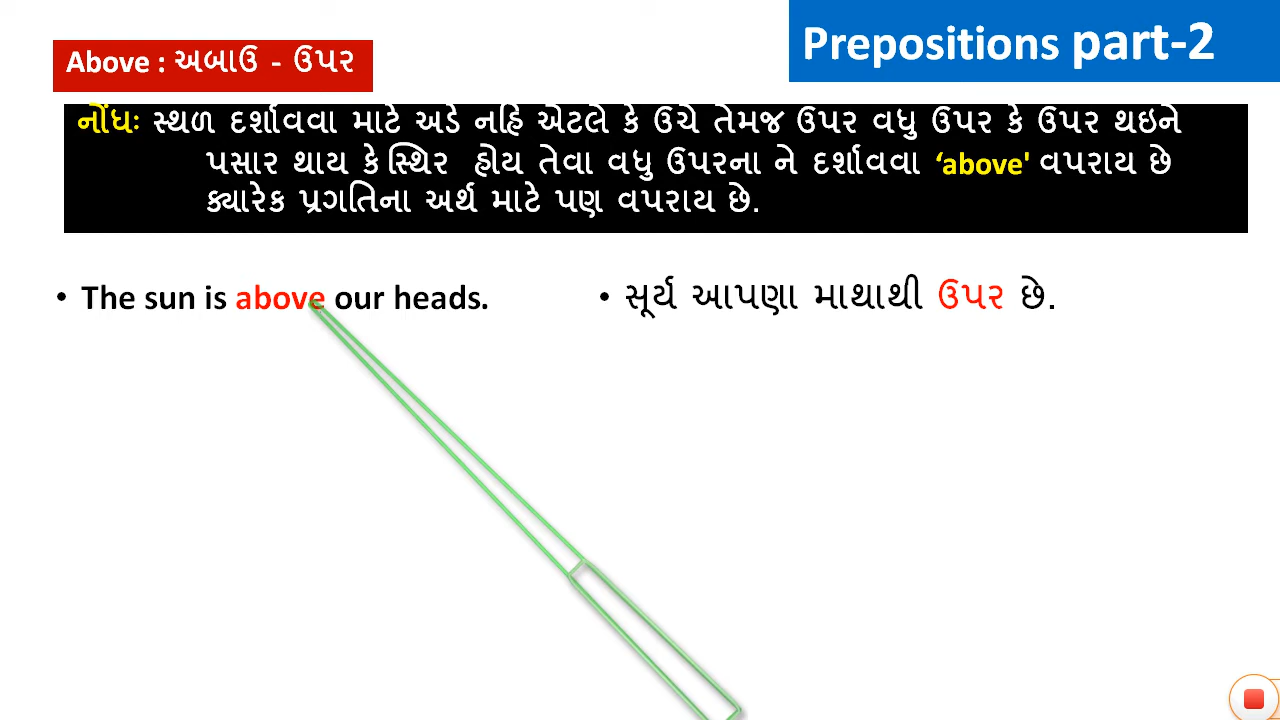 Prepositions part-2
Above : અબાઉ - ઉપર
નોંધઃ સ્થળ દર્શાવવા માટે અડે નહિ એટલે કે ઉંચે તેમજ ઉપર વધુ ઉપર કે ઉપર થઇને
પસાર થાય કે સ્થિર હોય તેવા વધુ ઉપરના ને દર્શાવવા ‘above' વપરાય છે
ક્યારેક પ્રગતિના અર્થ માટે પણ વપરાય છે.
• The sun is above our heads.
• સૂર્ય આપણા માથાથી ઉપર છે.